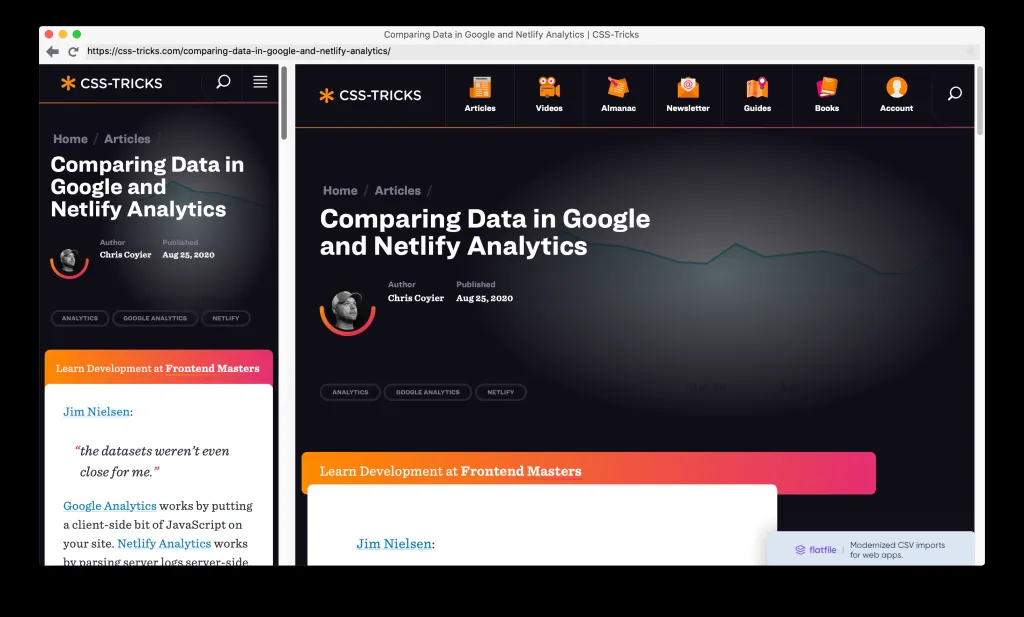 Comparing Data in Google and Netlify Analytics | CSS-Tricks
https://css-tricks.com/comparing-data-in-google-and-netlify-analytics/
CSS-TRICKS
Home / Articles /
Comparing Data in
Google and
Netlify Analytics
Author
Published
Chris Coyier
Aug 25, 2020
ANALYTICS
GOOGLE ANALYTICS
NETLIFY
Learn Development at Frontend Masters
Jim Nielsen:
“the datasets weren’t even
close for me.”
Google Analytics works by putting
a client-side bit of JavaScript on
your site. Netlify Analytics works
by parsing server logs server-side.
CSS-TRICKS
Articles
Videos
Almanac
Newsletter
Guides
Books
Account
Home / Articles /
Comparing Data in Google
and Netlify Analytics
Author
Published
Chris Coyier
Aug 25, 2020
ANALYTICS
GOOGLE ANALYTICS
NETLIFY
Learn Development at Frontend Masters
Jim Nielsen:
flatfile
Modernized CSV imports
for web apps.